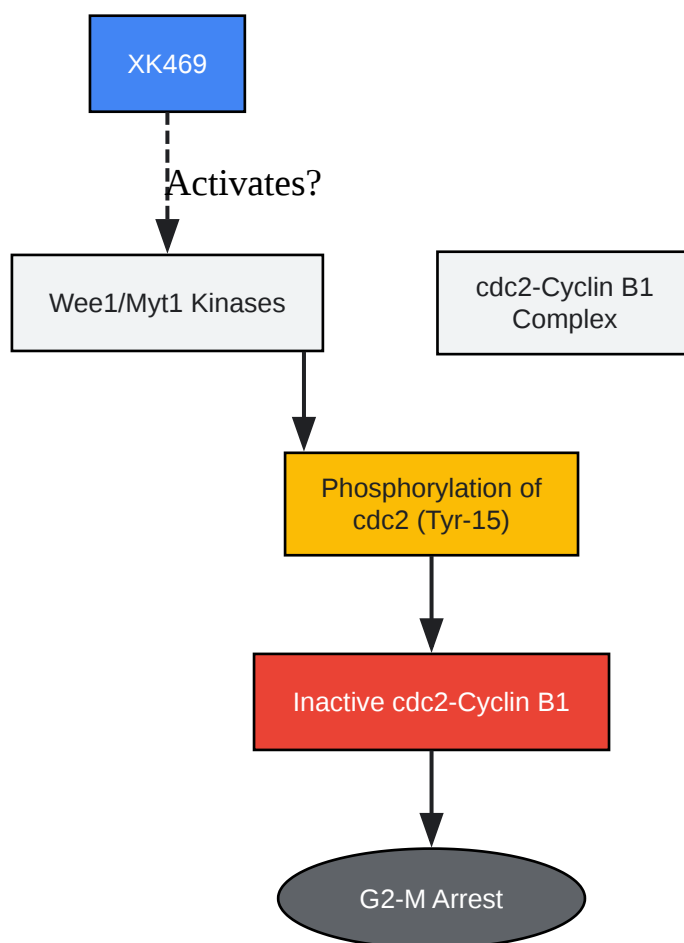 XK469
Activates?
Wee1/Myt1 Kinases
cdc2-Cyclin B1
Complex
Phosphorylation of
cdc2 (Tyr-15)
Inactive cdc2-Cyclin B1
G2-M Arrest